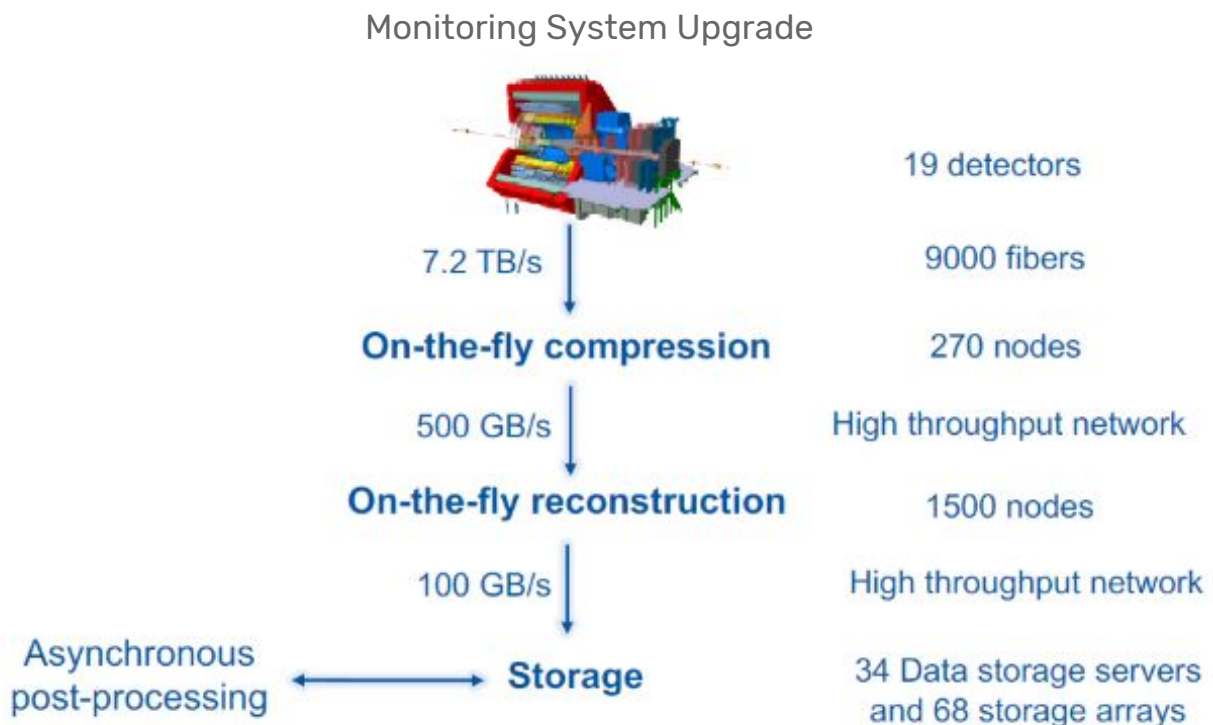 Monitoring System Upgrade
19 detectors
7.2 TB/s
9000 fibers
On-the-fly compression
270 nodes
500 GB/s
High throughput network
On-the-fly reconstruction
1500 nodes
100 GB/s
High throughput network
Asynchronous
post-processing
Storage
34 Data storage servers
and 68 storage arrays